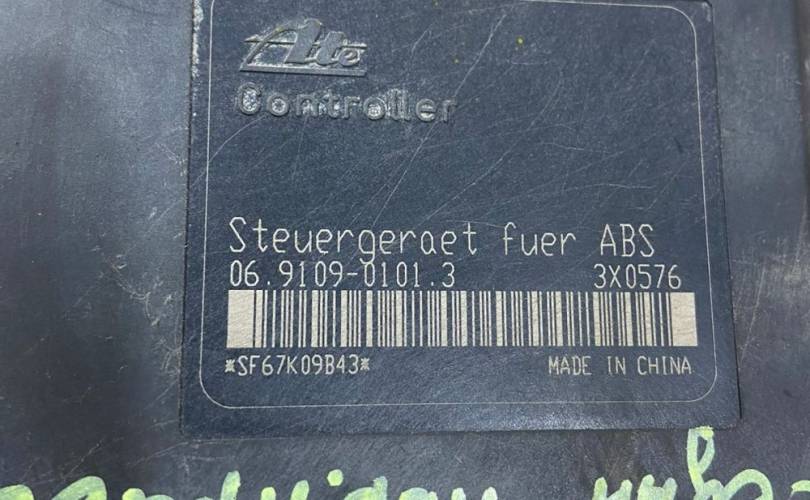 Ate
Controller
Steuergeraet fuer ABS
06.9109-0101.3 3X0576
*SF67K09B43* MADE IN CHINA